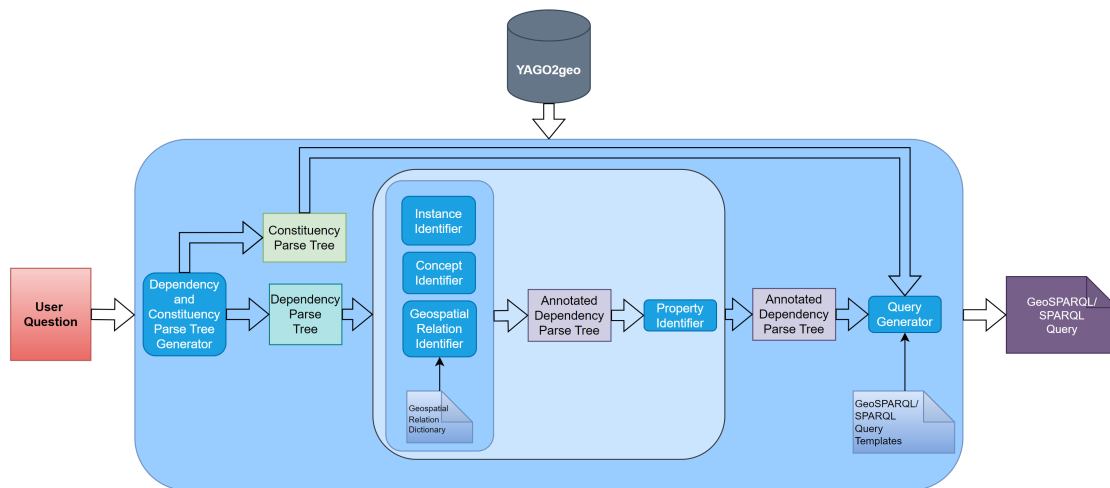 YAGO2geo
User
Question
Dependency
and
Constituency
Parse Tree
Generator
Constituency
Parse Tree
Dependency
Parse
Tree
Instance
Identifier
Concept
Identifier
Geospatial
Relation
Identifier
Geospatial
Relation
Dictionary
Annotated
Dependency
Parse Tree
Property
Identifier
Annotated
Dependency
Parse Tree
Query
Generator
GeoSPARQL/
SPARQL
Query
Templates
GeoSPARQL/
SPARQL
Query